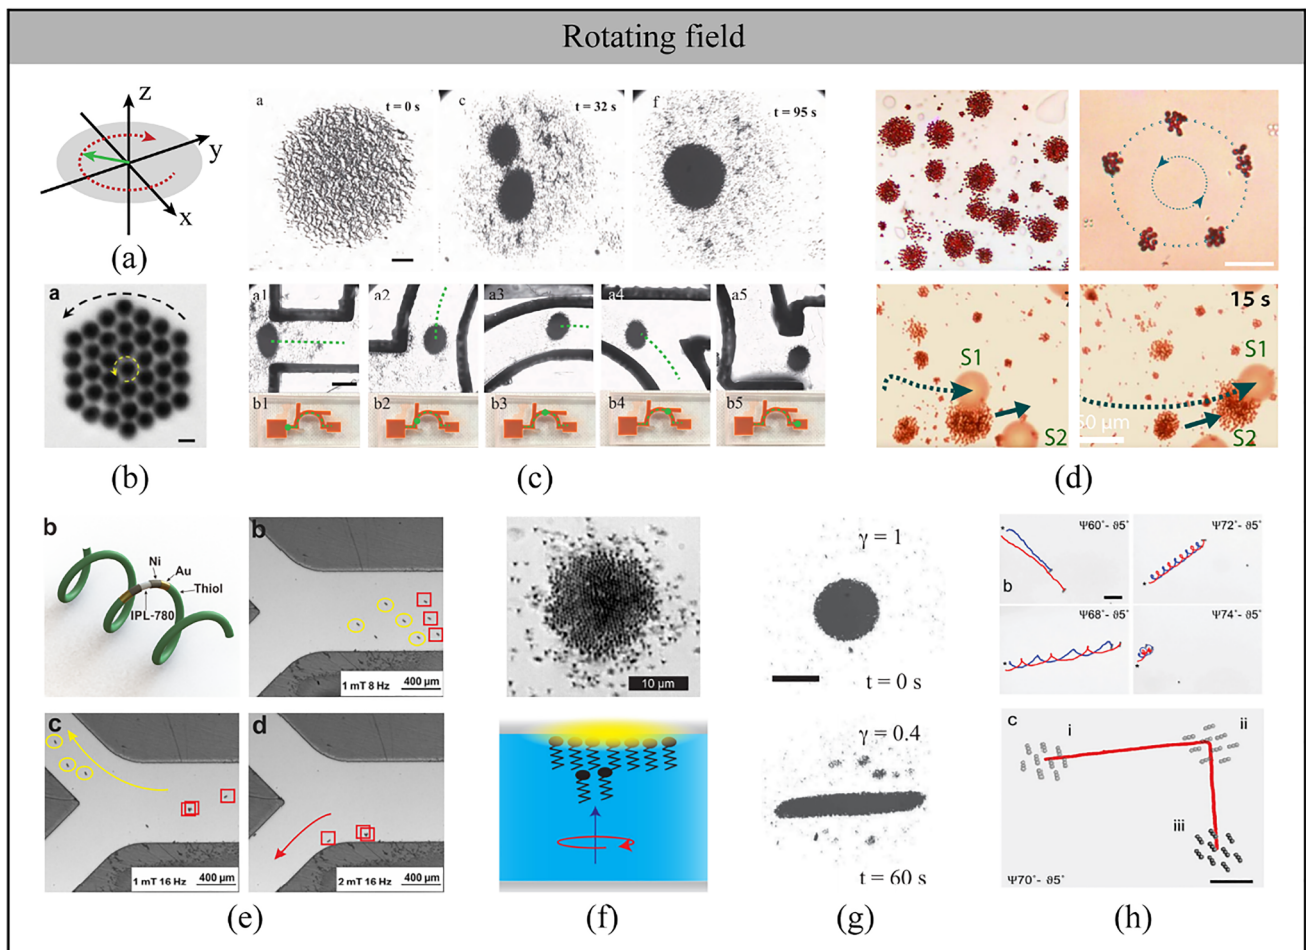 Rotating field
z
y
x
(a)
a
t = 0 s
c
t = 32 s
f
t = 95 s
a
(b)
a1
a2
a3
a4
a5
b1
b2
b3
b4
b5
(c)
15 s
S1
S2
S1
S2
50 µm
(d)
b
Ni
Au
Thiol
IPL-780
b
1 mT 8 Hz
400 µm
c
1 mT 16 Hz
400 µm
d
2 mT 16 Hz
400 µm
(e)
10 µm
(f)
γ = 1
t = 0 s
γ = 0.4
t = 60 s
(g)
Ψ60˚- ϑ5˚
b
Ψ72˚- ϑ5˚
Ψ68˚- ϑ5˚
Ψ74˚- ϑ5˚
c
i
ii
iii
Ψ70˚- ϑ5˚
(h)